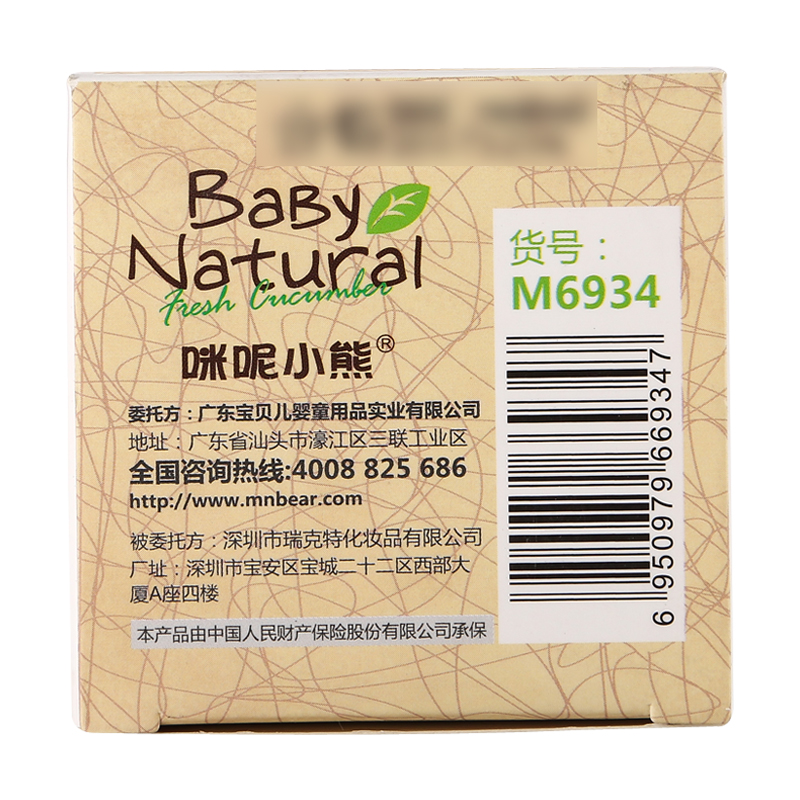 BaBy
Natural
Fresh Cucumber
咪呢小熊®
委托方：广东宝贝儿婴童用品实业有限公司
地址：广东省汕头市濠江区三联工业区
全国咨询热线:4008 825 686
http://www.mnbear.com
被委托方：深圳市瑞克特化妆品有限公司
厂址：深圳市宝安区宝城二十二区西部大
厦A座四楼
本产品由中国人民财产保险股份有限公司承保
货号：
M6934
6 950979 669347